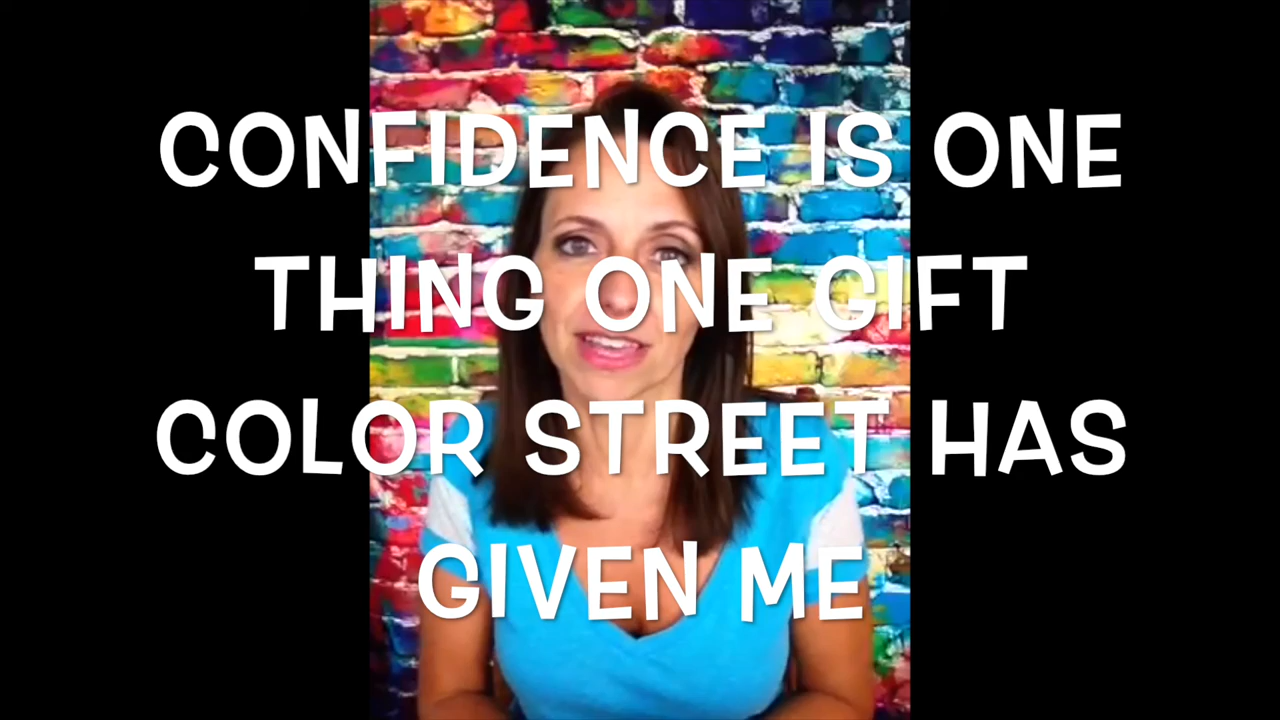 CONFIDENCE IS ONE
THING ONE GIFT
COLOR STREET HAS
GIVEN ME